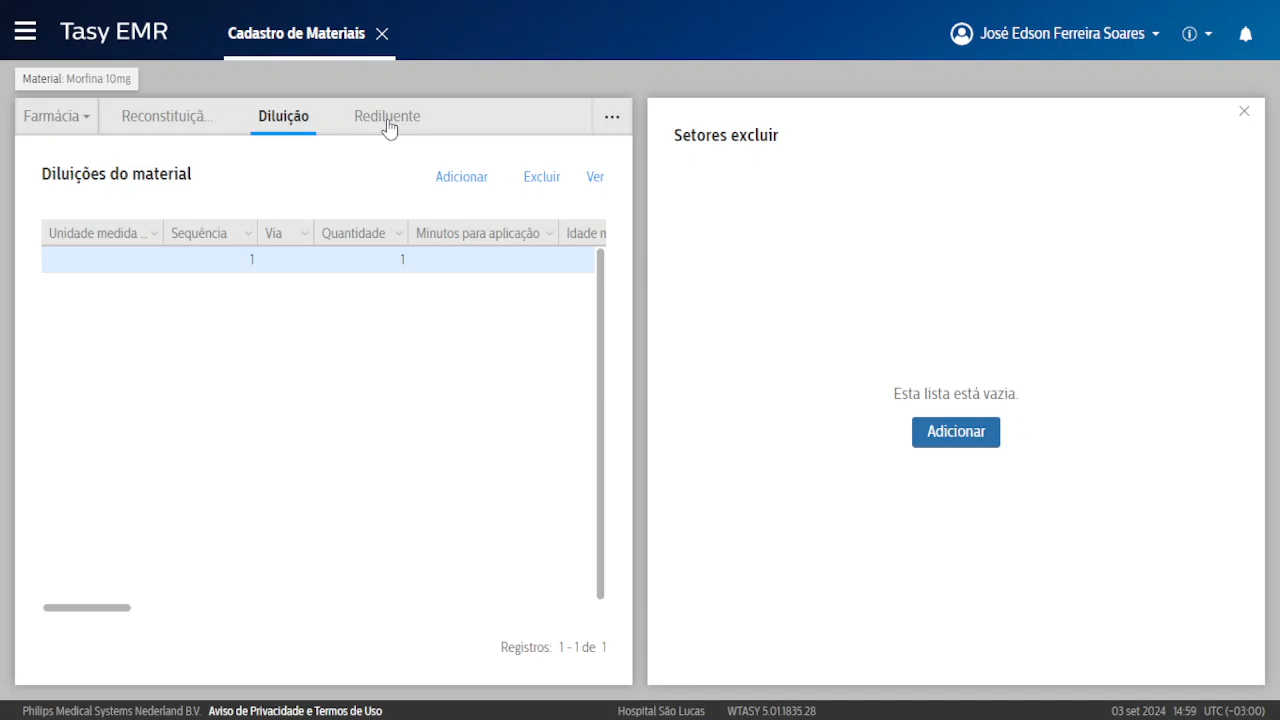 Tasy EMR
Cadastro de Materiais
José Edson Ferreira Soares
Material: Morfina 10mg
Farmácia
Reconstituiçã...
Diluição
Rediluente
...
Diluições do material
Adicionar
Excluir
Ver
Unidade medida ...
Sequência
Via
Quantidade
Minutos para aplicação
Idade m
1
1
Registros: 1 - 1 de 1
Setores excluir
Esta lista está vazia.
Adicionar
Philips Medical Systems Nederland B.V. Aviso de Privacidade e Termos de Uso
Hospital São Lucas
WTASY 5.01.1835.28
03 set 2024 14:59 UTC (-03:00)